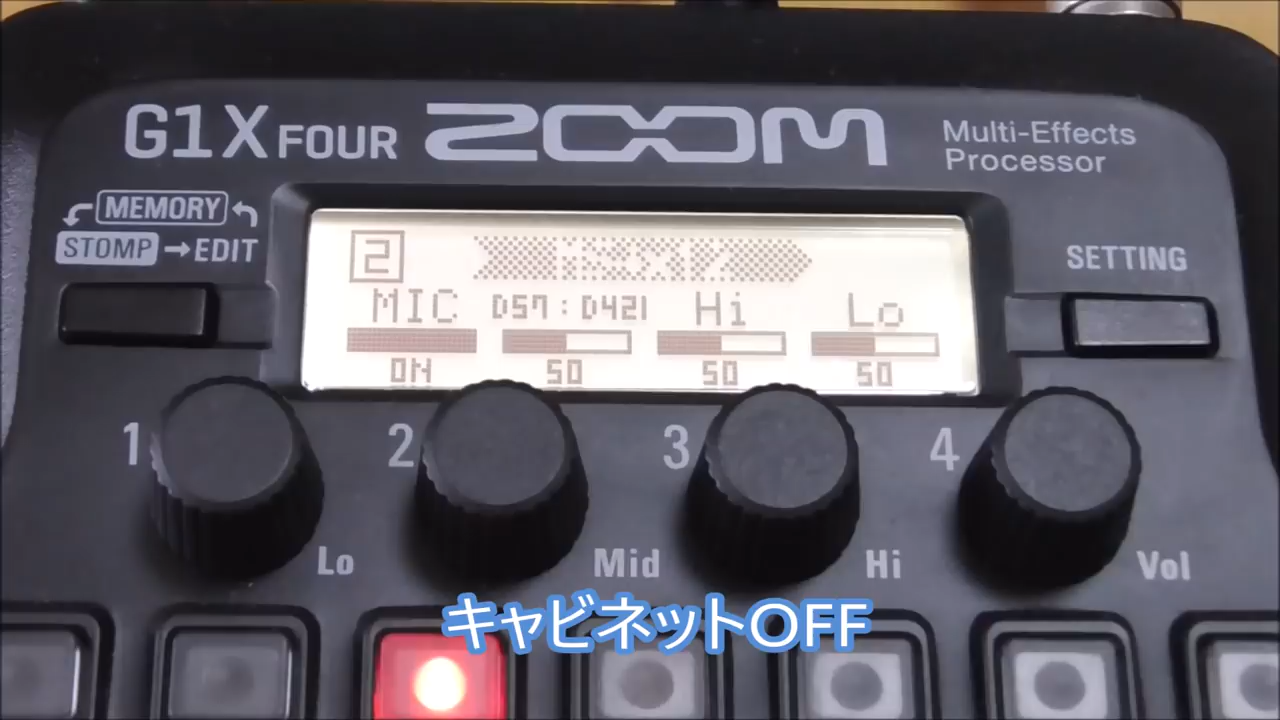 G1X FOUR ZOOM Multi-Effects
Processor
MEMORY
STOMP → EDIT
SETTING
2
MIC D57 : D421 Hi Lo
ON 50 50 50
1 2 3 4
Lo Mid Hi Vol
キャビネットOFF